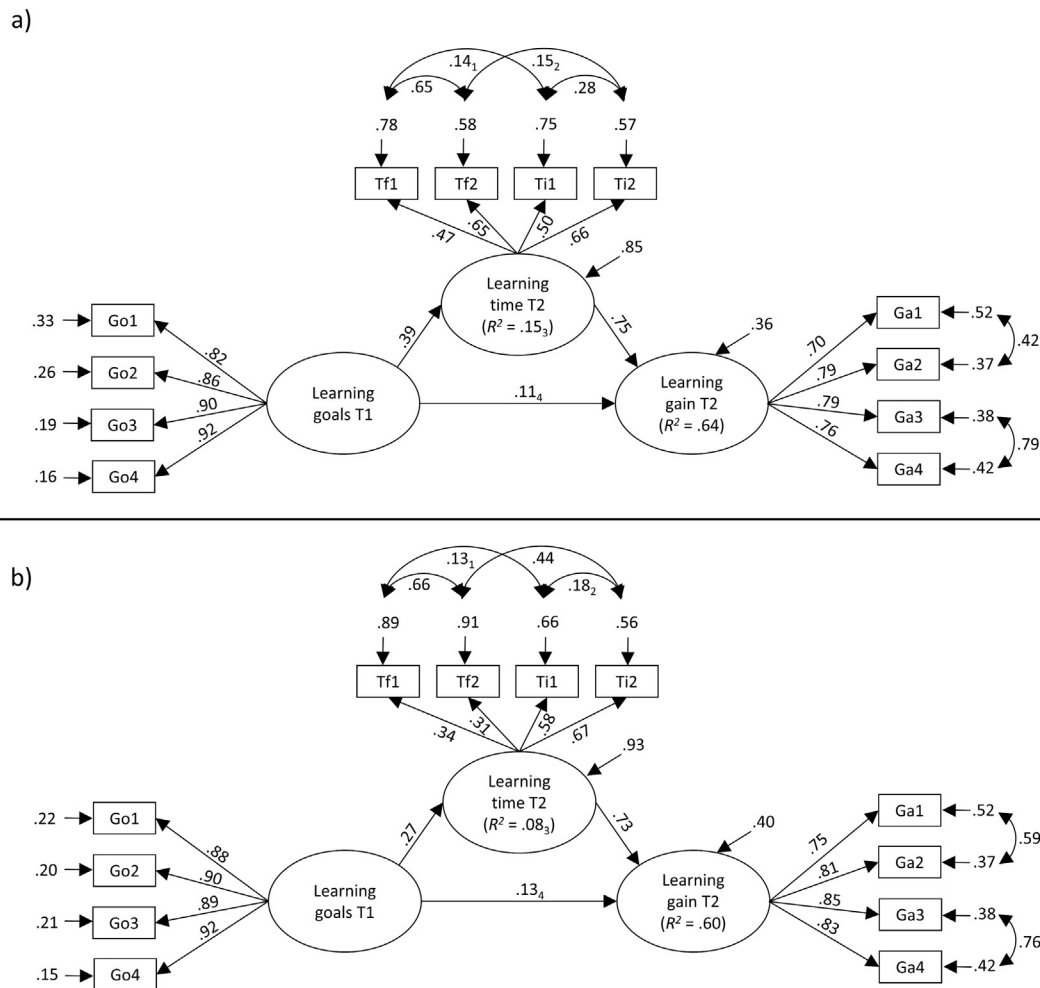 a)
.14₁ .15₂
.65 .28
.78 .58 .75 .57
Tf1 Tf2 Ti1 Ti2
.47 .65 .50 .66
.85
Learning
time T2
(R² = .15₃)
.39 .75 .36
.33 Go1 .82
.26 Go2 .86
.19 Go3 .90
.16 Go4 .92
Learning
goals T1
.11₄
Learning
gain T2
(R² = .64)
.70 Ga1 .52
.42
.79 Ga2 .37
.79 Ga3 .38
.79
.76 Ga4 .42
b)
.13₁ .44
.66 .18₂
.89 .91 .66 .56
Tf1 Tf2 Ti1 Ti2
.34 .31 .58 .67
.93
Learning
time T2
(R² = .08₃)
.27 .73 .40
.22 Go1 .88
.20 Go2 .90
.21 Go3 .89
.15 Go4 .92
Learning
goals T1
.13₄
Learning
gain T2
(R² = .60)
.75 Ga1 .52
.59
.81 Ga2 .37
.85 Ga3 .38
.76
.83 Ga4 .42